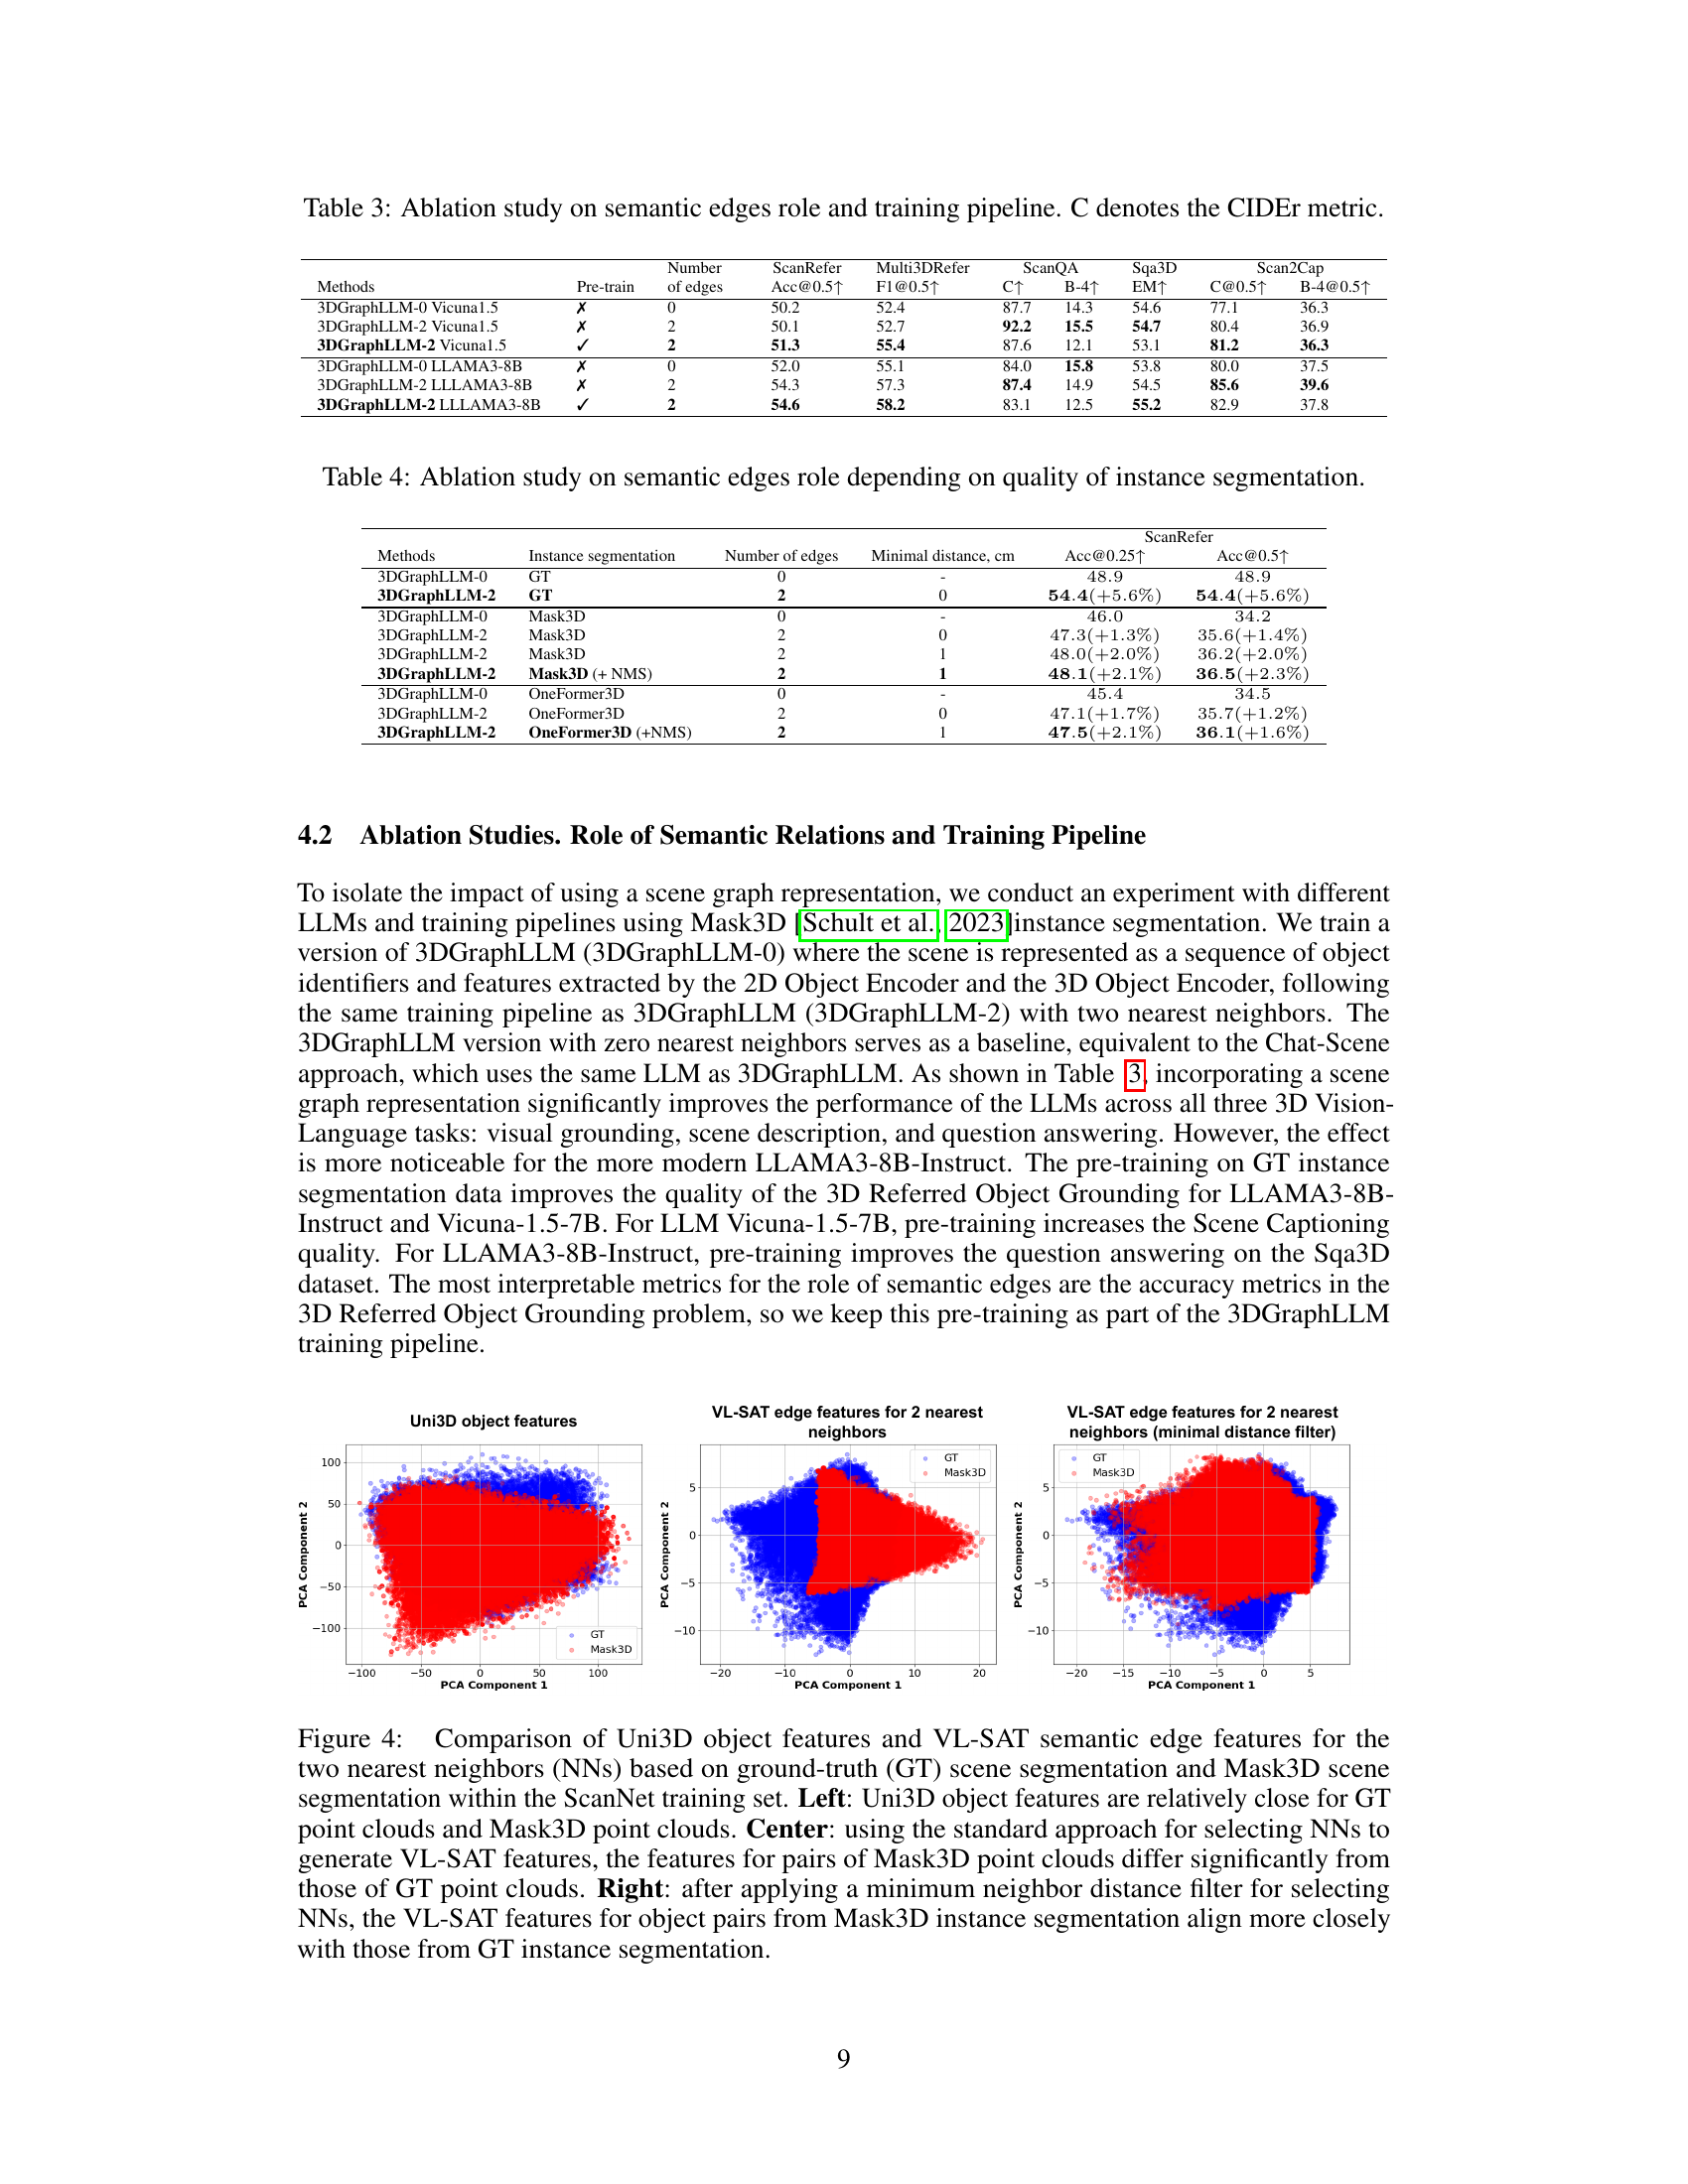 Table 3: Ablation study on semantic edges role and training pipeline. C denotes the CIDEr metric.
Number ScanRefer Multi3DRefer ScanQA Sqa3D Scan2Cap
Methods Pre-train of edges Acc@0.5↑ F1@0.5↑ C↑ B-4↑ EM↑ C@0.5↑ B-4@0.5↑
3DGraphLLM-0 Vicuna1.5 ✗ 0 50.2 52.4 87.7 14.3 54.6 77.1 36.3
3DGraphLLM-2 Vicuna1.5 ✗ 2 50.1 52.7 92.2 15.5 54.7 80.4 36.9
3DGraphLLM-2 Vicuna1.5 ✓ 2 51.3 55.4 87.6 12.1 53.1 81.2 36.3
3DGraphLLM-0 LLAMA3-8B ✗ 0 52.0 55.1 84.0 15.8 53.8 80.0 37.5
3DGraphLLM-2 LLLAMA3-8B ✗ 2 54.3 57.3 87.4 14.9 54.5 85.6 39.6
3DGraphLLM-2 LLLAMA3-8B ✓ 2 54.6 58.2 83.1 12.5 55.2 82.9 37.8
Table 4: Ablation study on semantic edges role depending on quality of instance segmentation.
ScanRefer
Methods Instance segmentation Number of edges Minimal distance, cm Acc@0.25↑ Acc@0.5↑
3DGraphLLM-0 GT 0 - 48.9 48.9
3DGraphLLM-2 GT 2 0 54.4(+5.6%) 54.4(+5.6%)
3DGraphLLM-0 Mask3D 0 - 46.0 34.2
3DGraphLLM-2 Mask3D 2 0 47.3(+1.3%) 35.6(+1.4%)
3DGraphLLM-2 Mask3D 2 1 48.0(+2.0%) 36.2(+2.0%)
3DGraphLLM-2 Mask3D (+ NMS) 2 1 48.1(+2.1%) 36.5(+2.3%)
3DGraphLLM-0 OneFormer3D 0 - 45.4 34.5
3DGraphLLM-2 OneFormer3D 2 0 47.1(+1.7%) 35.7(+1.2%)
3DGraphLLM-2 OneFormer3D (+NMS) 2 1 47.5(+2.1%) 36.1(+1.6%)
4.2 Ablation Studies. Role of Semantic Relations and Training Pipeline
To isolate the impact of using a scene graph representation, we conduct an experiment with different
LLMs and training pipelines using Mask3D [Schult et al., 2023]instance segmentation. We train a
version of 3DGraphLLM (3DGraphLLM-0) where the scene is represented as a sequence of object
identifiers and features extracted by the 2D Object Encoder and the 3D Object Encoder, following
the same training pipeline as 3DGraphLLM (3DGraphLLM-2) with two nearest neighbors. The
3DGraphLLM version with zero nearest neighbors serves as a baseline, equivalent to the Chat-Scene
approach, which uses the same LLM as 3DGraphLLM. As shown in Table 3, incorporating a scene
graph representation significantly improves the performance of the LLMs across all three 3D Vision-
Language tasks: visual grounding, scene description, and question answering. However, the effect
is more noticeable for the more modern LLAMA3-8B-Instruct. The pre-training on GT instance
segmentation data improves the quality of the 3D Referred Object Grounding for LLAMA3-8B-
Instruct and Vicuna-1.5-7B. For LLM Vicuna-1.5-7B, pre-training increases the Scene Captioning
quality. For LLAMA3-8B-Instruct, pre-training improves the question answering on the Sqa3D
dataset. The most interpretable metrics for the role of semantic edges are the accuracy metrics in the
3D Referred Object Grounding problem, so we keep this pre-training as part of the 3DGraphLLM
training pipeline.
Uni3D object features
100
50
0
−50
−100
−100 −50 0 50 100
PCA Component 1
PCA Component 2
GT
Mask3D
VL-SAT edge features for 2 nearest
neighbors
5
0
−5
−10
−20 −10 0 10 20
PCA Component 1
PCA Component 2
GT
Mask3D
VL-SAT edge features for 2 nearest
neighbors (minimal distance filter)
5
0
−5
−10
−20 −15 −10 −5 0 5
PCA Component 1
PCA Component 2
GT
Mask3D
Figure 4: Comparison of Uni3D object features and VL-SAT semantic edge features for the
two nearest neighbors (NNs) based on ground-truth (GT) scene segmentation and Mask3D scene
segmentation within the ScanNet training set. Left: Uni3D object features are relatively close for GT
point clouds and Mask3D point clouds. Center: using the standard approach for selecting NNs to
generate VL-SAT features, the features for pairs of Mask3D point clouds differ significantly from
those of GT point clouds. Right: after applying a minimum neighbor distance filter for selecting
NNs, the VL-SAT features for object pairs from Mask3D instance segmentation align more closely
with those from GT instance segmentation.
9